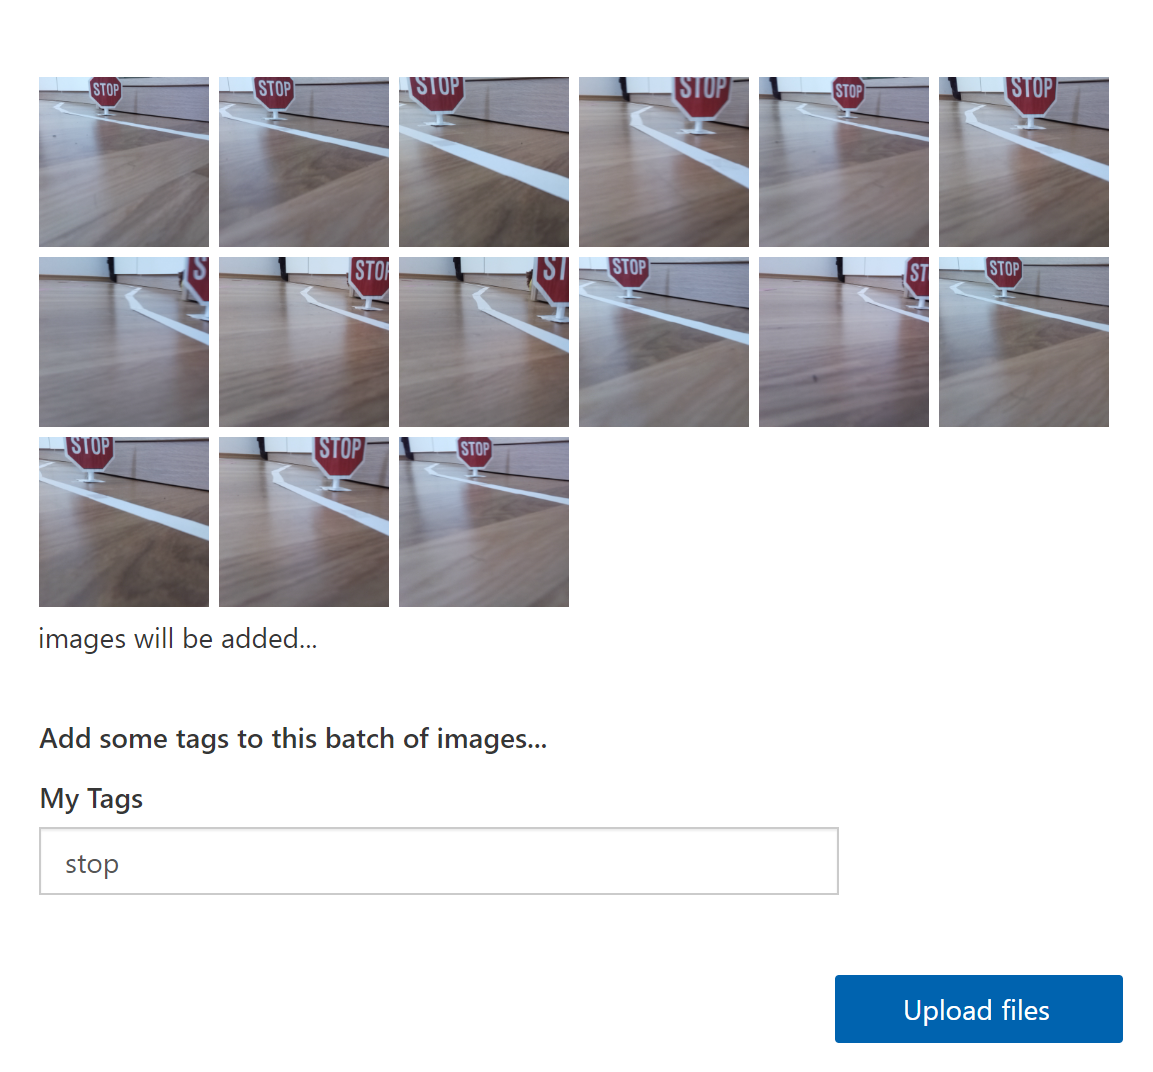 STOP STOP STOP STOP STOP STOP
S STOP ST STOP ST STOP
STOP STOP STOP
images will be added...
Add some tags to this batch of images...
My Tags
stop
Upload files